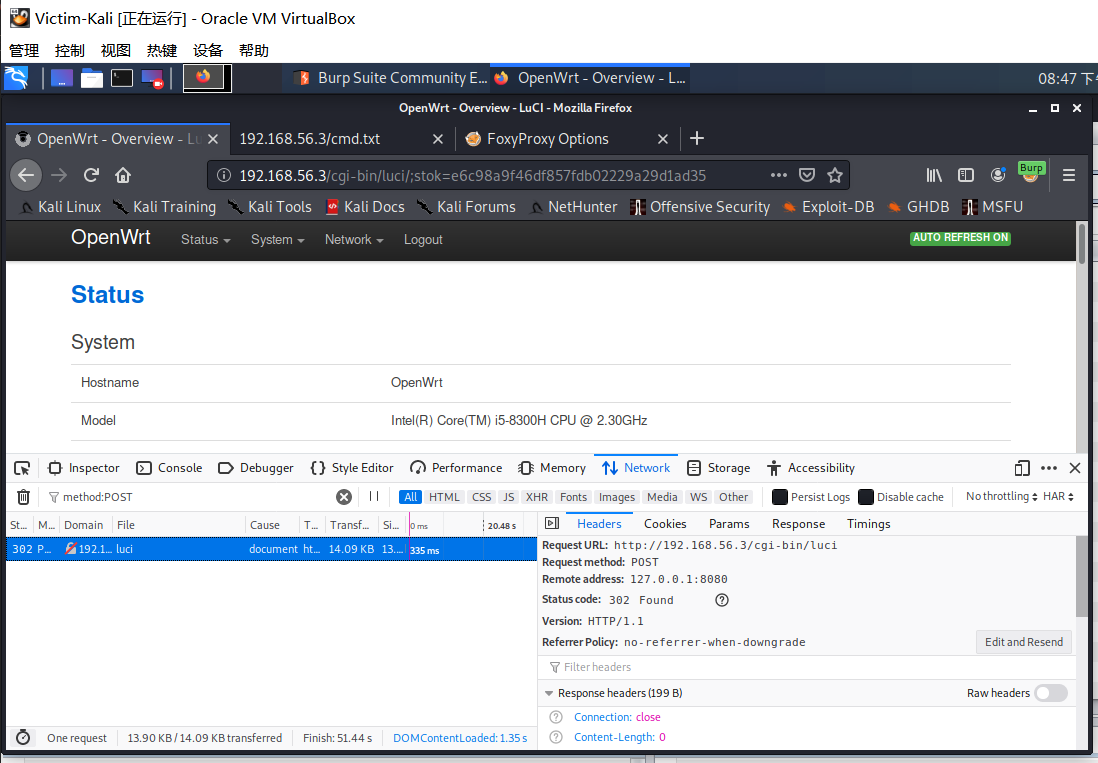 Victim-Kali [正在运行] - Oracle VM VirtualBox
管理 控制 视图 热键 设备 帮助
Burp Suite Community E... OpenWrt - Overview - L... 08:47 下
OpenWrt - Overview - LuCI - Mozilla Firefox
OpenWrt - Overview - Lu 192.168.56.3/cmd.txt FoxyProxy Options
192.168.56.3/cgi-bin/luci/;stok=e6c98a9f46df857fdb02229a29d1ad35 Burp
Kali Linux Kali Training Kali Tools Kali Docs Kali Forums NetHunter Offensive Security Exploit-DB GHDB MSFU
OpenWrt Status System Network Logout AUTO REFRESH ON
Status
System
Hostname OpenWrt
Model Intel(R) Core(TM) i5-8300H CPU @ 2.30GHz
Inspector Console Debugger Style Editor Performance Memory Network Storage Accessibility
method:POST All HTML CSS JS XHR Fonts Images Media WS Other Persist Logs Disable cache No throttling HAR
St... M... Domain File Cause T... Transf... Si... 0 ms 20.48 s Headers Cookies Params Response Timings
302 P... 192.1... luci document ht... 14.09 KB 13.... 335 ms
Request URL: http://192.168.56.3/cgi-bin/luci
Request method: POST
Remote address: 127.0.0.1:8080
Status code: 302 Found
Version: HTTP/1.1
Referrer Policy: no-referrer-when-downgrade Edit and Resend
Filter headers
Response headers (199 B) Raw headers
Connection: close
Content-Length: 0
One request 13.90 KB / 14.09 KB transferred Finish: 51.44 s DOMContentLoaded: 1.35 s